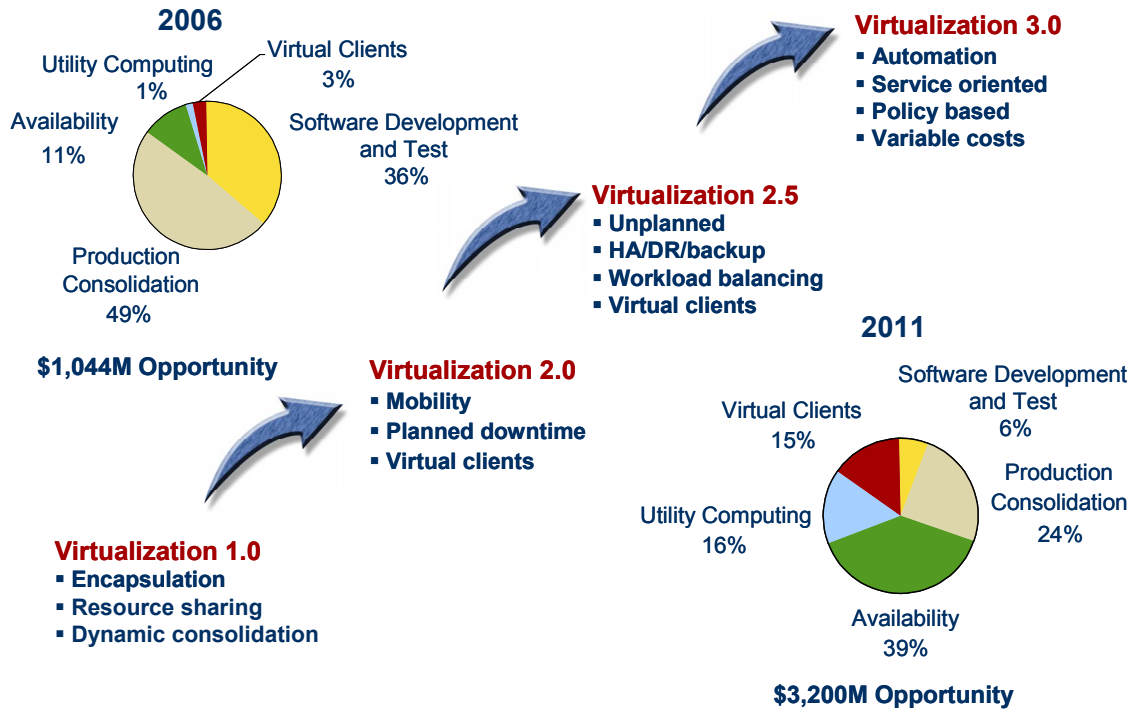 2006
Virtual Clients
3%
Utility Computing
1%
Availability
11%
Software Development
and Test
36%
Production
Consolidation
49%
$1,044M Opportunity
Virtualization 3.0
▪ Automation
▪ Service oriented
▪ Policy based
▪ Variable costs
Virtualization 2.5
▪ Unplanned
▪ HA/DR/backup
▪ Workload balancing
▪ Virtual clients
Virtualization 2.0
▪ Mobility
▪ Planned downtime
▪ Virtual clients
Virtualization 1.0
▪ Encapsulation
▪ Resource sharing
▪ Dynamic consolidation
2011
Software Development
and Test
6%
Virtual Clients
15%
Production
Consolidation
24%
Utility Computing
16%
Availability
39%
$3,200M Opportunity